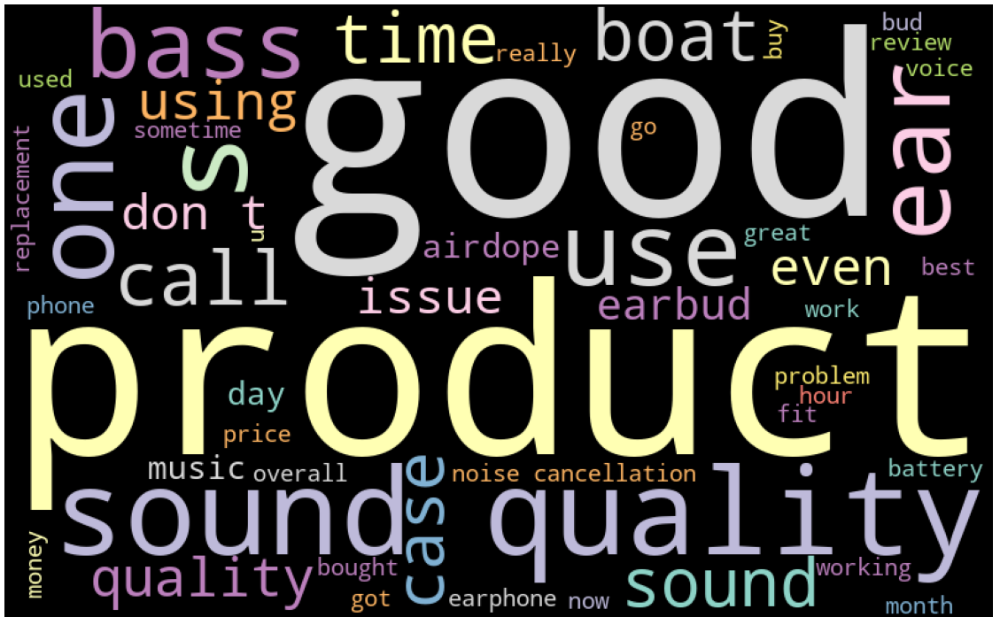 bass
time
really
boat
buy
bud
review
voice
used
using
good
ear
one
sometime
s
go
replacement
don t
u
call
airdope
use
great
even
best
issue
earbud
work
phone
product
day
problem
hour
fit
price
music
overall
case
noise cancellation
battery
sound quality
money
quality
bought
sound
working
got
earphone
now
month